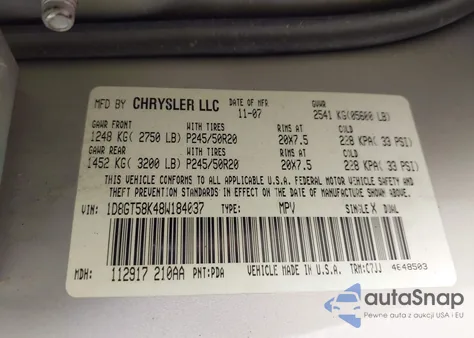 MFD BY CHRYSLER LLC DATE OF MFR 11-07 GVWR 2541 KG(05600 LB)
GAWR FRONT WITH TIRES RIMS AT COLD
1248 KG( 2750 LB) P245/50R20 20X7.5 228 KPA( 33 PSI)
GAWR REAR WITH TIRES RIMS AT COLD
1452 KG( 3200 LB) P245/50R20 20X7.5 228 KPA( 33 PSI)
THIS VEHICLE CONFORMS TO ALL APPLICABLE U.S.A. FEDERAL MOTOR VEHICLE SAFETY AND
THEFT PREVENTION STANDARDS IN EFFECT ON THE DATE OF MANUFACTURE SHOWN ABOVE.
VIN: 1D8GT58K48W184037 TYPE: MPV SINGLE X DUAL
MDH: 112917 210AA PNT:PDA VEHICLE MADE IN U.S.A. TRM:C7JJ 4648503
autoSnap
Pojazdy z aukcji USA i EU